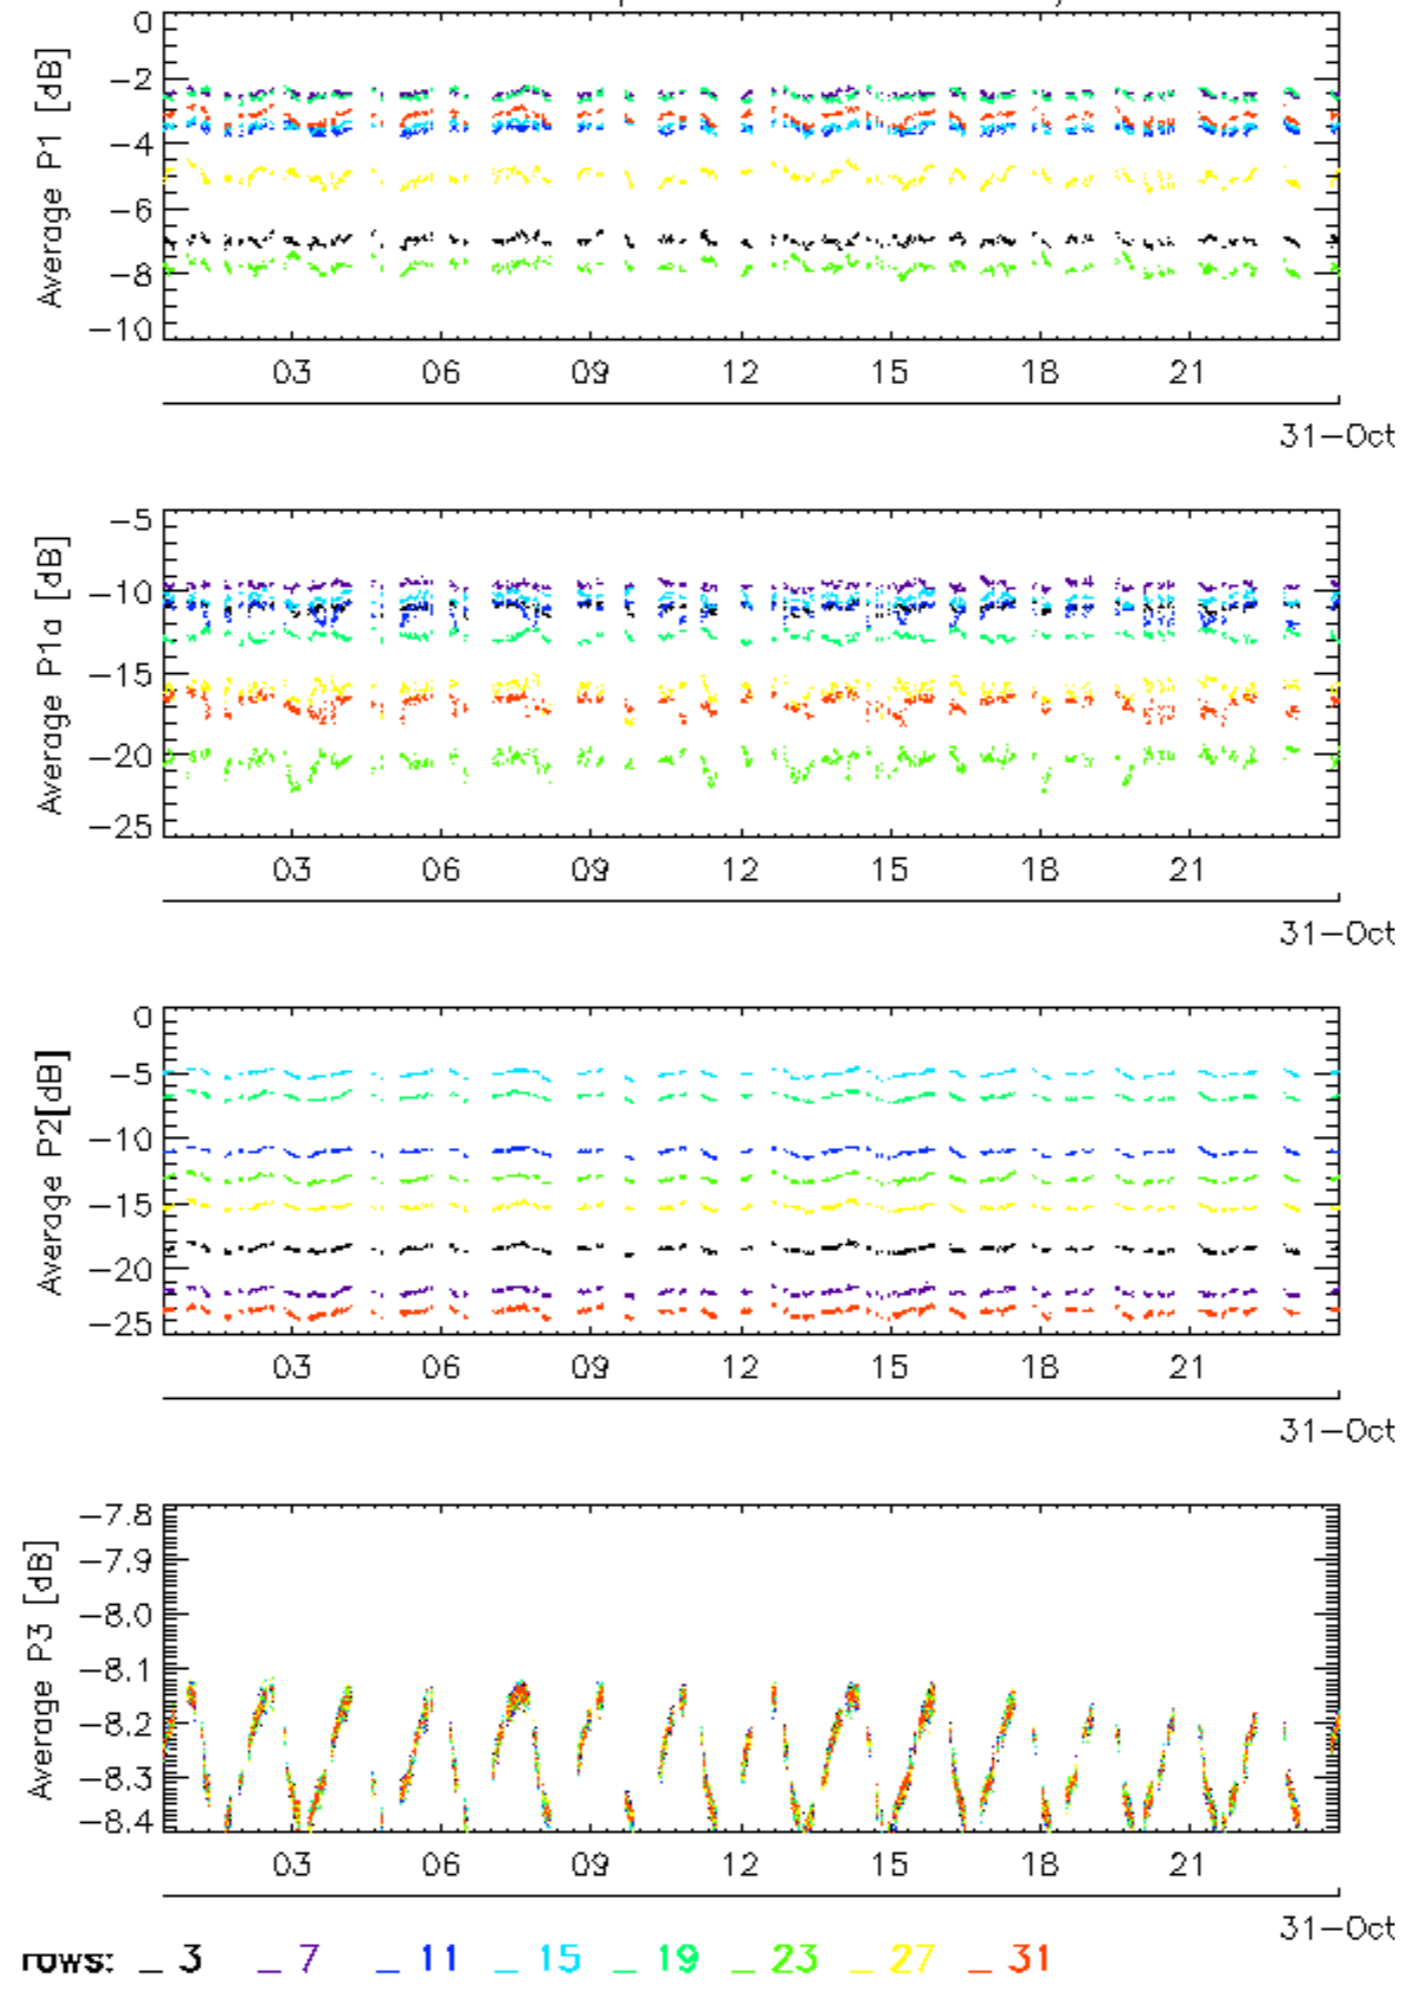 0
−2
−4
−6
−8
−10
Average P1 [dB]
03 06 09 12 15 18 21
31−Oct
−5
−10
−15
−20
−25
Average P1a [dB]
03 06 09 12 15 18 21
31−Oct
0
−5
−10
−15
−20
−25
Average P2[dB]
03 06 09 12 15 18 21
31−Oct
−7.8
−7.9
−8.0
−8.1
−8.2
−8.3
−8.4
Average P3 [dB]
03 06 09 12 15 18 21
31−Oct
rows: _ 3 _ 7 _ 11 _ 15 _ 19 _ 23 _ 27 _ 31